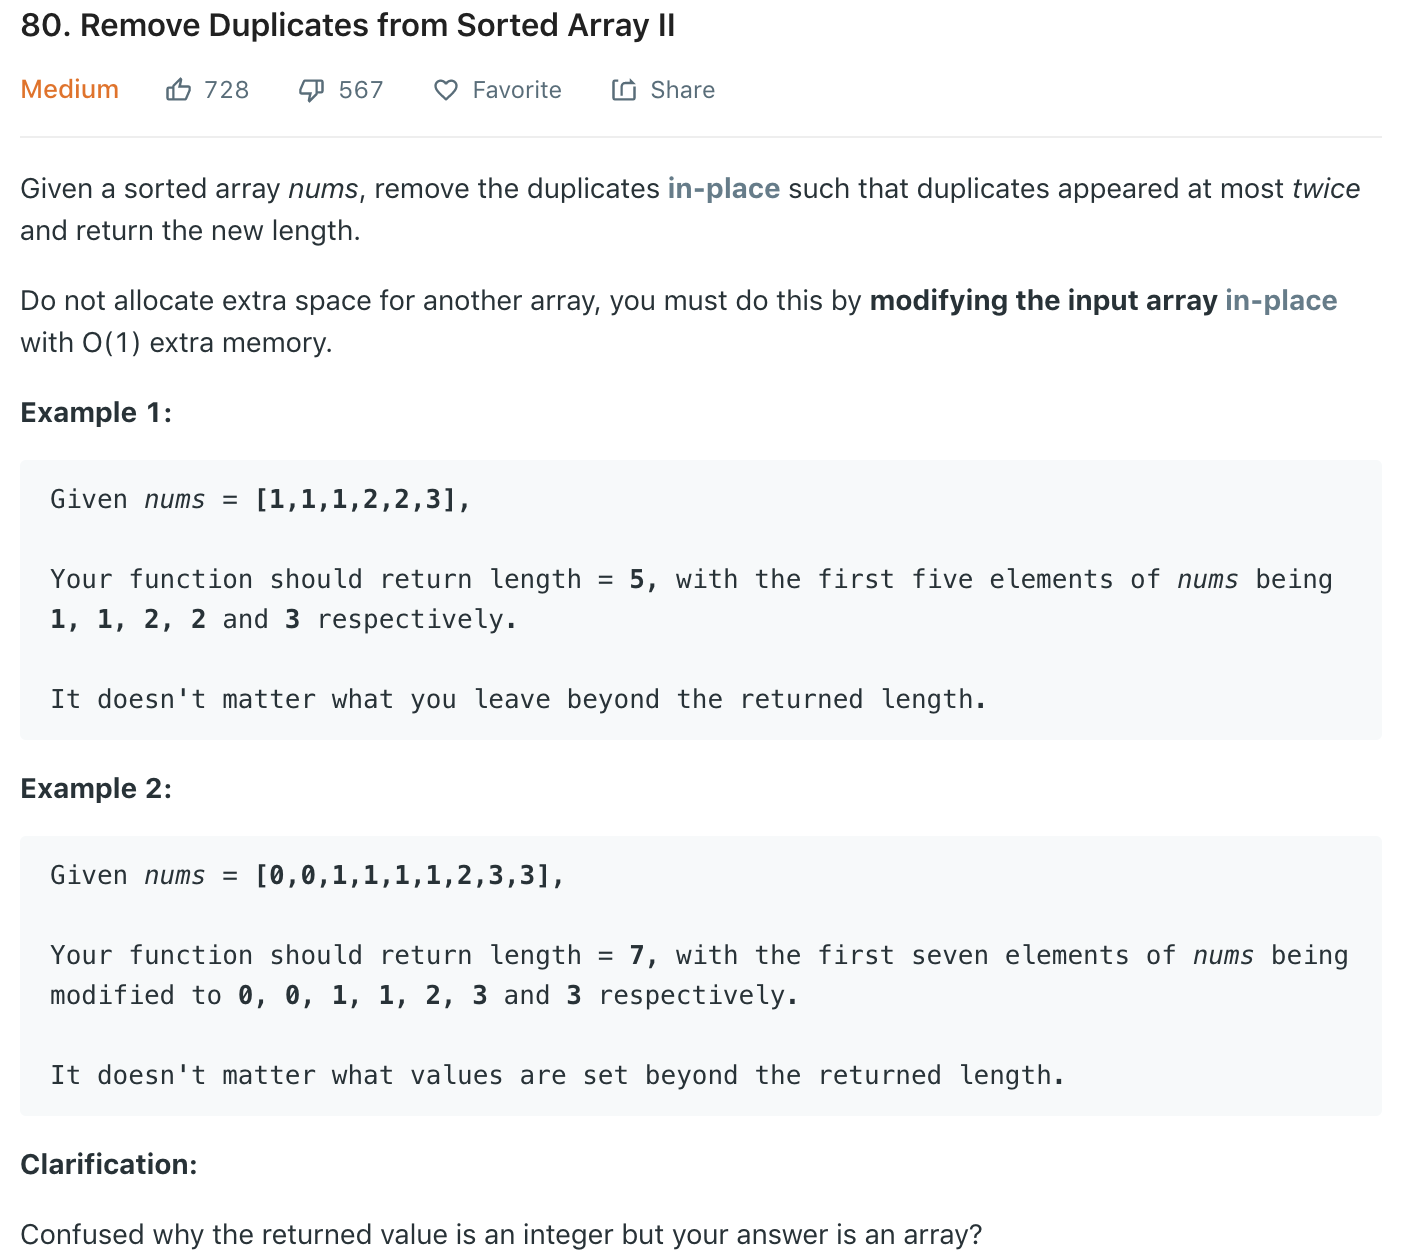 80. Remove Duplicates from Sorted Array II
Medium 728 567 Favorite Share
Given a sorted array nums, remove the duplicates in-place such that duplicates appeared at most twice
and return the new length.
Do not allocate extra space for another array, you must do this by modifying the input array in-place
with O(1) extra memory.
Example 1:
Given nums = [1,1,1,2,2,3],
Your function should return length = 5, with the first five elements of nums being
1, 1, 2, 2 and 3 respectively.
It doesn't matter what you leave beyond the returned length.
Example 2:
Given nums = [0,0,1,1,1,1,2,3,3],
Your function should return length = 7, with the first seven elements of nums being
modified to 0, 0, 1, 1, 2, 3 and 3 respectively.
It doesn't matter what values are set beyond the returned length.
Clarification:
Confused why the returned value is an integer but your answer is an array?